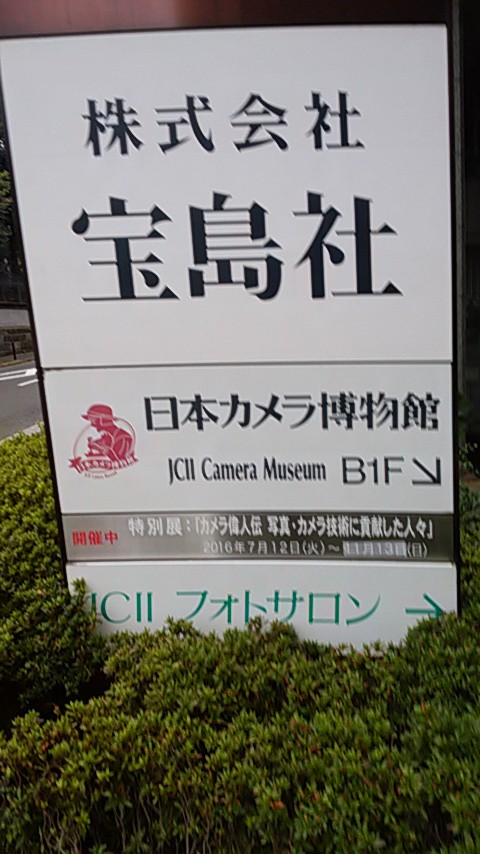 株式会社
宝島社
日本カメラ博物館
JCII Camera Museum B1F↘
開催中 特別展：「カメラ偉人伝 写真・カメラ技術に貢献した人々」
2016年7月12日(火)～11月13日(日)
JCII フォトサロン →